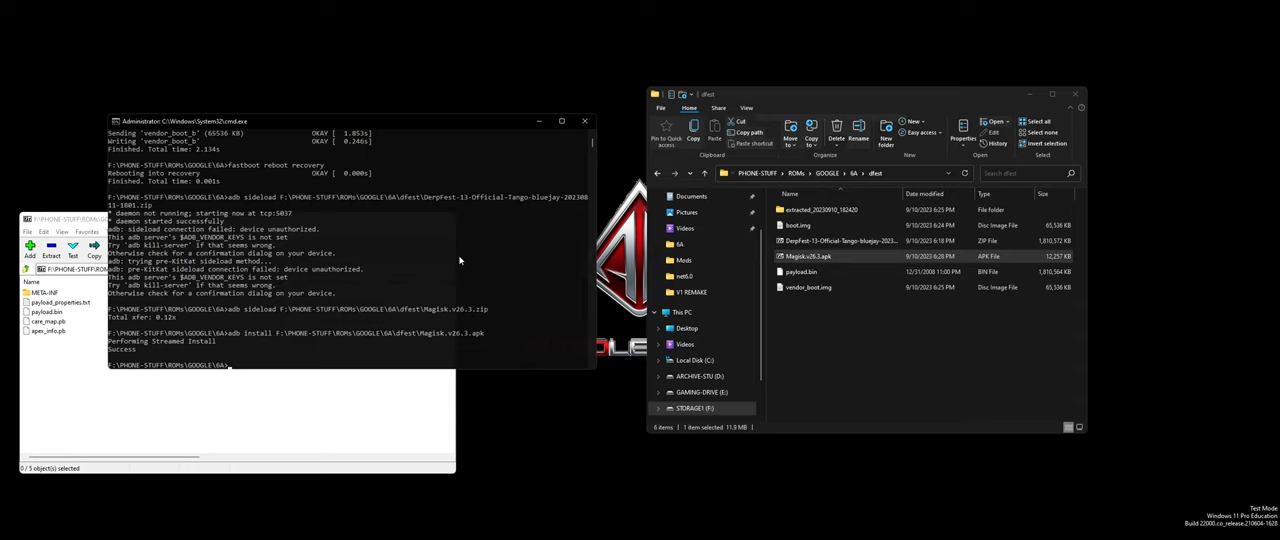 Administrator: C:\Windows\System32\cmd.exe
Sending 'vendor_boot_b' (65536 KB) OKAY [ 1.853s]
Writing 'vendor_boot_b' OKAY [ 0.246s]
Finished. Total time: 2.134s
F:\PHONE-STUFF\ROMs\GOOGLE\6A>fastboot reboot recovery
Rebooting into recovery OKAY [ 0.000s]
Finished. Total time: 0.001s
F:\PHONE-STUFF\ROMs\GOOGLE\6A>adb sideload F:\PHONE-STUFF\ROMs\GOOGLE\6A\dfest\DerpFest-13-Official-Tango-bluejay-202308
11-1801.zip
* daemon not running; starting now at tcp:5037
* daemon started successfully
adb: sideload connection failed: device unauthorized.
This adb server's $ADB_VENDOR_KEYS is not set
Try 'adb kill-server' if that seems wrong.
Otherwise check for a confirmation dialog on your device.
adb: trying pre-KitKat sideload method...
adb: pre-KitKat sideload connection failed: device unauthorized.
This adb server's $ADB_VENDOR_KEYS is not set
Try 'adb kill-server' if that seems wrong.
Otherwise check for a confirmation dialog on your device.
F:\PHONE-STUFF\ROMs\GOOGLE\6A>adb sideload F:\PHONE-STUFF\ROMs\GOOGLE\6A\dfest\Magisk.v26.3.zip
Total xfer: 0.12x
F:\PHONE-STUFF\ROMs\GOOGLE\6A>adb install F:\PHONE-STUFF\ROMs\GOOGLE\6A\dfest\Magisk.v26.3.apk
Performing Streamed Install
Success
F:\PHONE-STUFF\ROMs\GOOGLE\6A>
F:\PHONE-STUFF\ROMs\GO
File Edit View Favorites
Add Extract Test Copy
F:\PHONE-STUFF\ROM
Name
META-INF
payload_properties.txt
payload.bin
care_map.pb
apex_info.pb
0 / 5 object(s) selected
dfest
File Home Share View
Pin to Quick access
Copy
Paste
Cut
Copy path
Paste shortcut
Move to
Copy to
Delete
Rename
New folder
New
Easy access
Properties
Open
Edit
History
Select all
Select none
Invert selection
Clipboard Organize New Open Select
PHONE-STUFF > ROMs > GOOGLE > 6A > dfest
Search dfest
Documents
Pictures
Videos
6A
Mods
net6.0
V1 REMAKE
This PC
Desktop
Videos
Local Disk (C:)
ARCHIVE-STU (D:)
GAMING-DRIVE (E:)
STORAGE1 (F:)
Name Date modified Type Size
extracted_20230910_182420 9/10/2023 6:25 PM File folder
boot.img 9/10/2023 6:25 PM Disc Image File 65,536 KB
DerpFest-13-Official-Tango-bluejay-2023... 9/10/2023 6:25 PM ZIP File 1,810,572 KB
Magisk.v26.3.apk 9/10/2023 6:28 PM APK File 12,257 KB
payload.bin 12/31/2008 11:00 PM BIN File 1,810,564 KB
vendor_boot.img 9/10/2023 6:25 PM Disc Image File 65,536 KB
6 items 1 item selected 11.9 MB
Test Mode
Windows 11 Pro Education
Build 22000.co_release.210604-1628